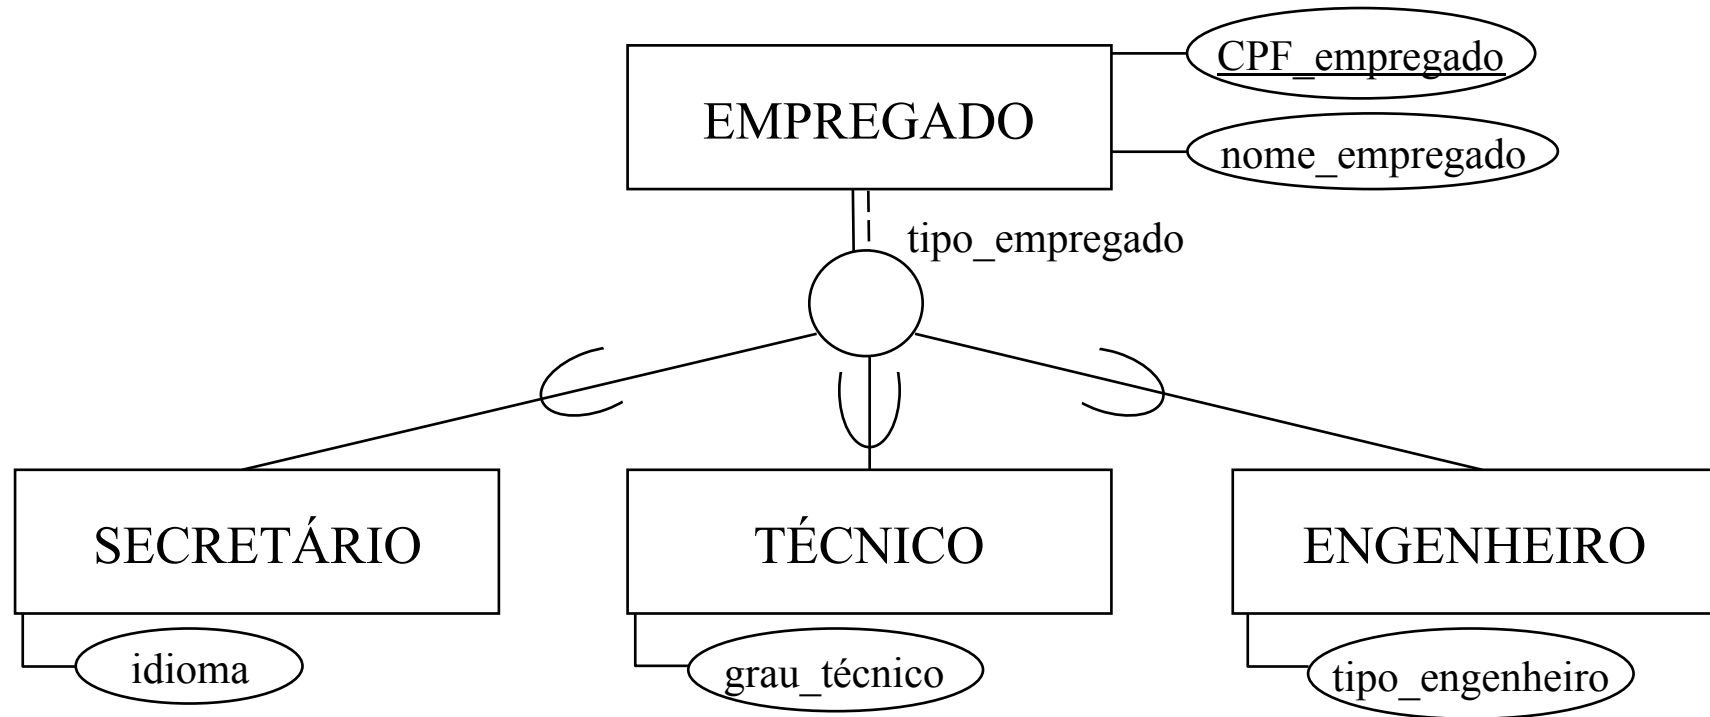 CPF_empregado
EMPREGADO
nome_empregado
tipo_empregado
SECRETÁRIO
TÉCNICO
ENGENHEIRO
idioma
grau_técnico
tipo_engenheiro